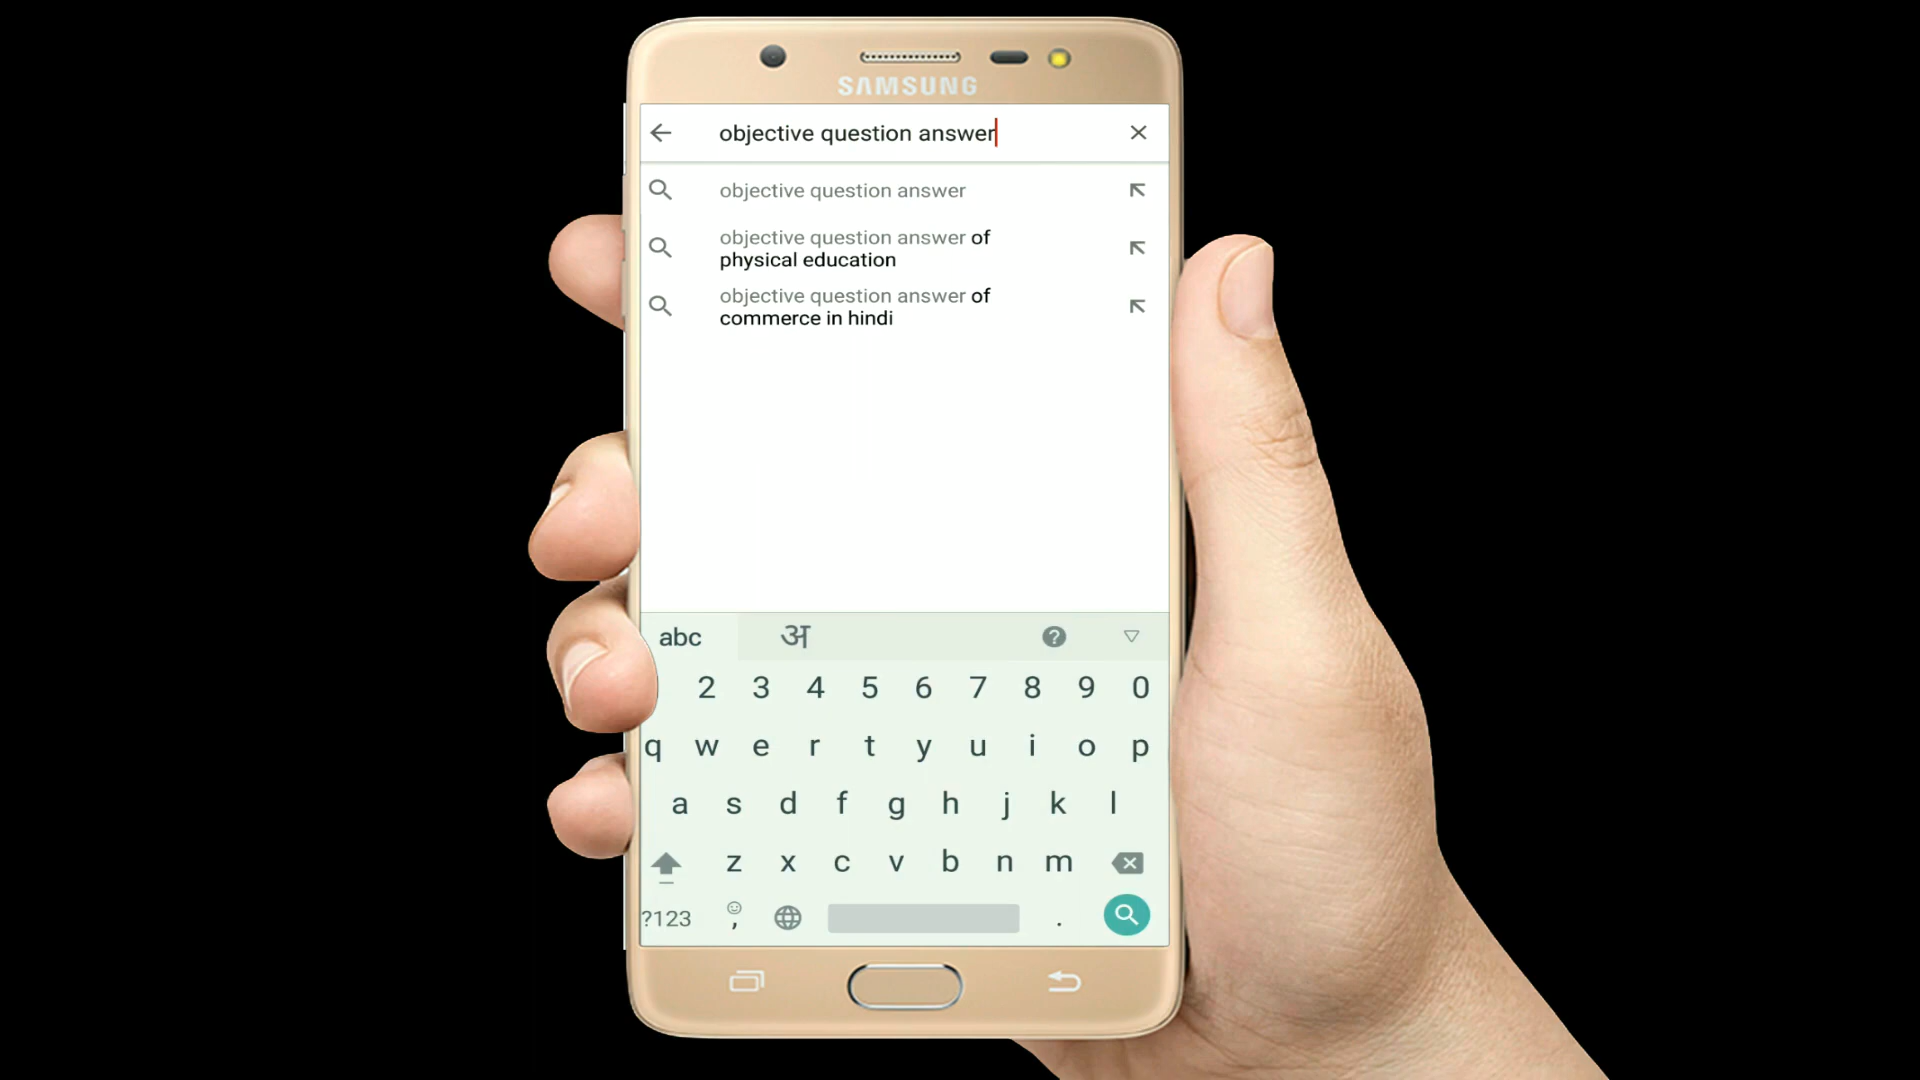 SAMSUNG
objective question answer
objective question answer
objective question answer of
physical education
objective question answer of
commerce in hindi
abc अ ?
2 3 4 5 6 7 8 9 0
q w e r t y u i o p
a s d f g h j k l
z x c v b n m
?123 , .